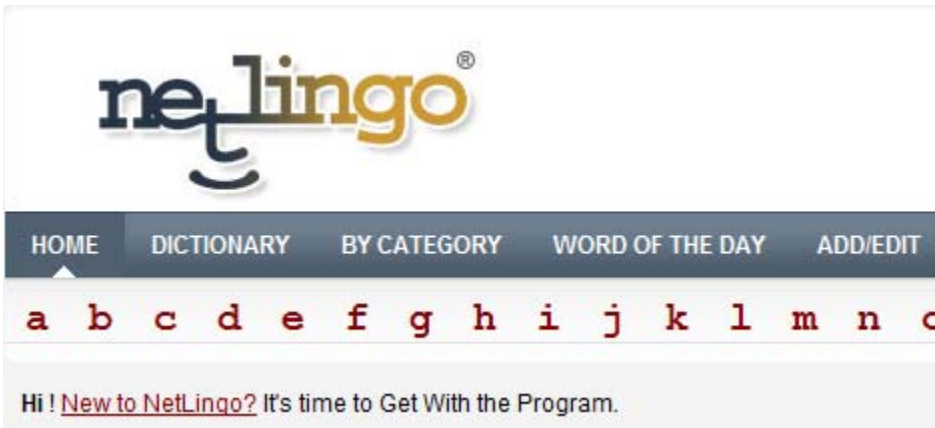 netlingo®
HOME DICTIONARY BY CATEGORY WORD OF THE DAY ADD/EDIT
a b c d e f g h i j k l m n
Hi ! New to NetLingo? It's time to Get With the Program.